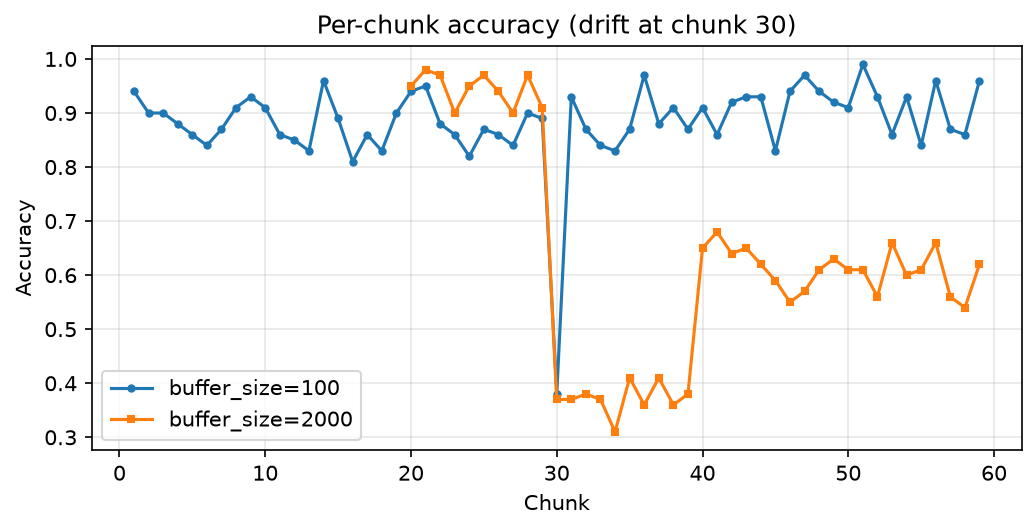 Per-chunk accuracy (drift at chunk 30)
Accuracy
1.0
0.9
0.8
0.7
0.6
0.5
0.4
0.3
buffer_size=100
buffer_size=2000
0 10 20 30 40 50 60
Chunk